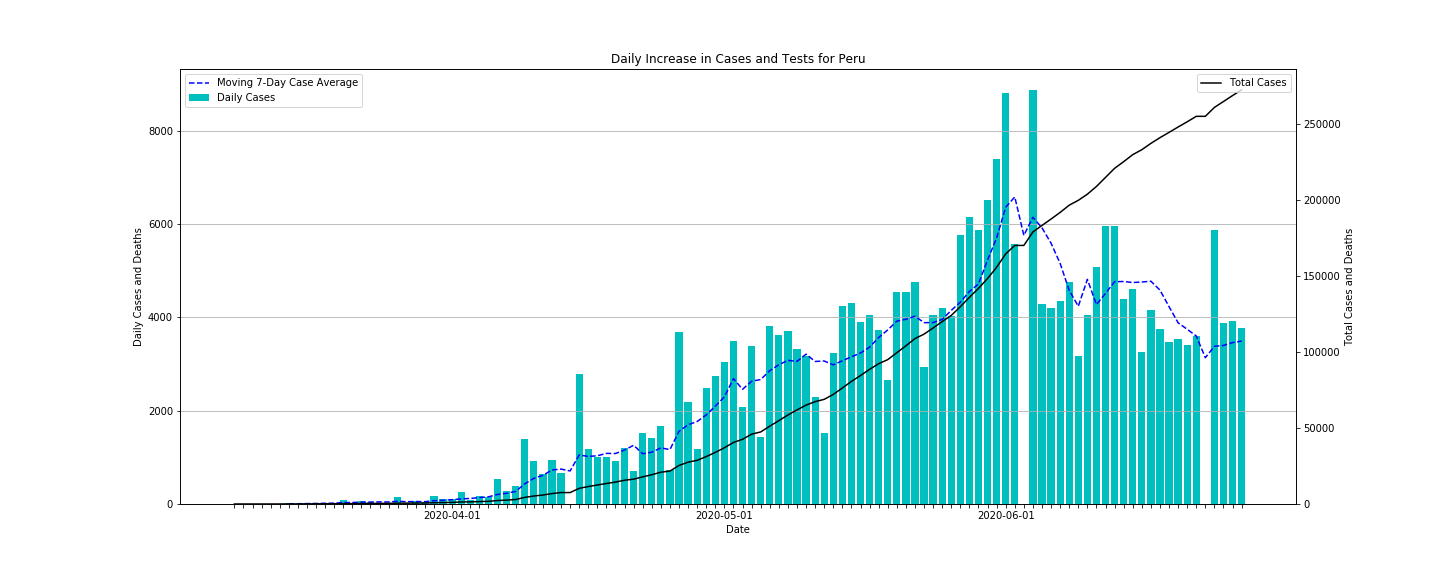 Daily Increase in Cases and Tests for Peru
Moving 7-Day Case Average
Daily Cases
Total Cases
8000
6000
4000
2000
0
Daily Cases and Deaths
250000
200000
150000
100000
50000
0
Total Cases and Deaths
2020-04-01
2020-05-01
2020-06-01
Date